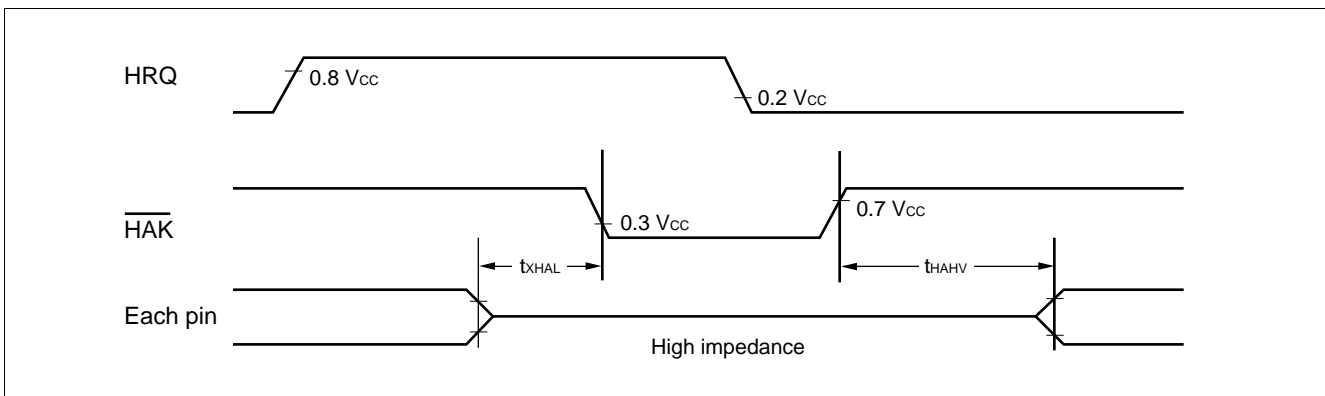 HRQ
0.8 Vcc
0.2 Vcc
HAK
0.3 Vcc
0.7 Vcc
tXHAL
tHAHV
Each pin
High impedance